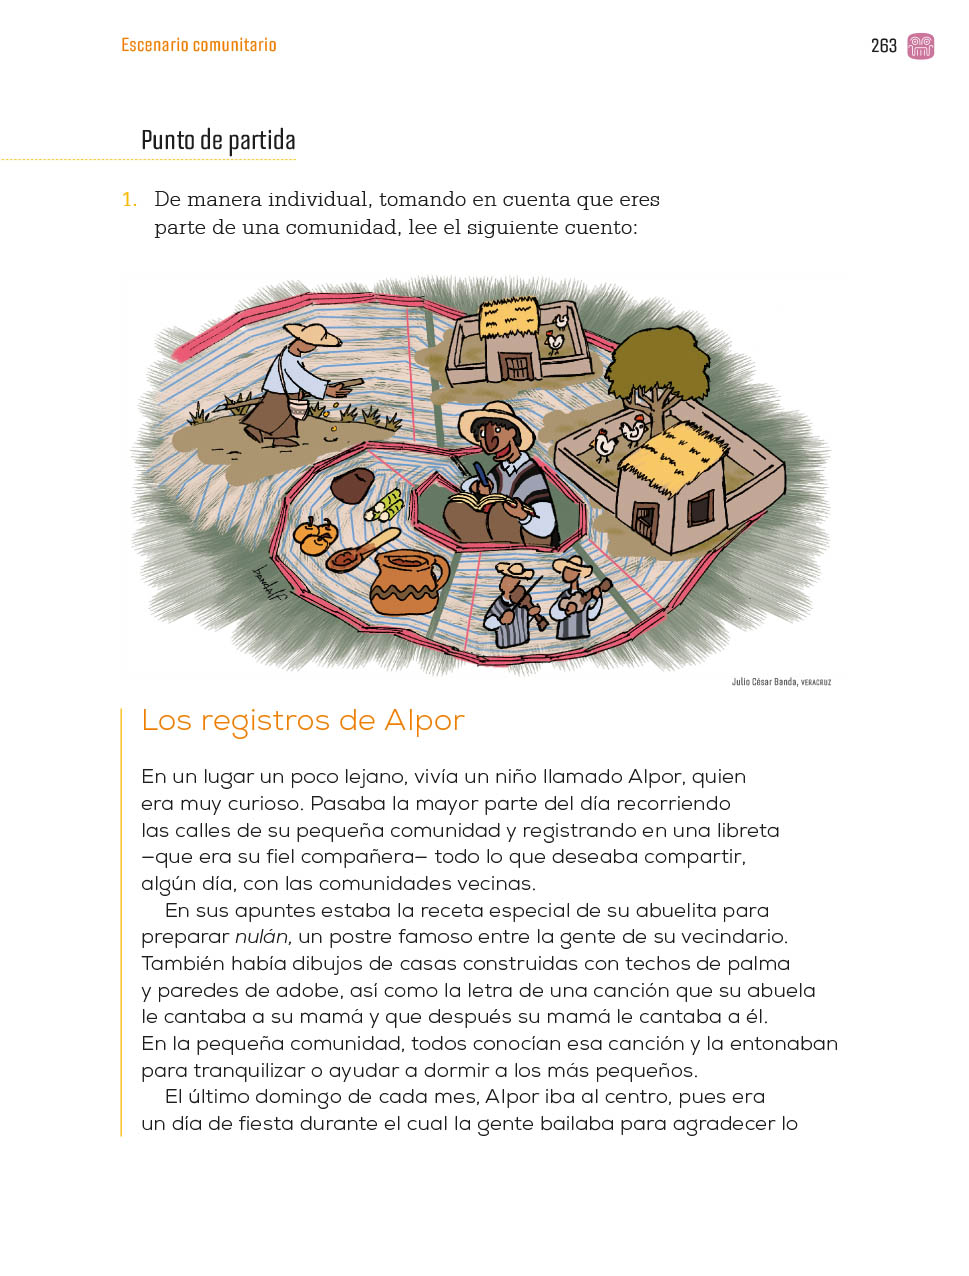 Escenario comunitario
263
Punto de partida
1. De manera individual, tomando en cuenta que eres
parte de una comunidad, lee el siguiente cuento:
bandalf
Julio César Banda, VERACRUZ
Los registros de Alpor
En un lugar un poco lejano, vivía un niño llamado Alpor, quien
era muy curioso. Pasaba la mayor parte del día recorriendo
las calles de su pequeña comunidad y registrando en una libreta
—que era su fiel compañera— todo lo que deseaba compartir,
algún día, con las comunidades vecinas.
En sus apuntes estaba la receta especial de su abuelita para
preparar nulán, un postre famoso entre la gente de su vecindario.
También había dibujos de casas construidas con techos de palma
y paredes de adobe, así como la letra de una canción que su abuela
le cantaba a su mamá y que después su mamá le cantaba a él.
En la pequeña comunidad, todos conocían esa canción y la entonaban
para tranquilizar o ayudar a dormir a los más pequeños.
El último domingo de cada mes, Alpor iba al centro, pues era
un día de fiesta durante el cual la gente bailaba para agradecer lo